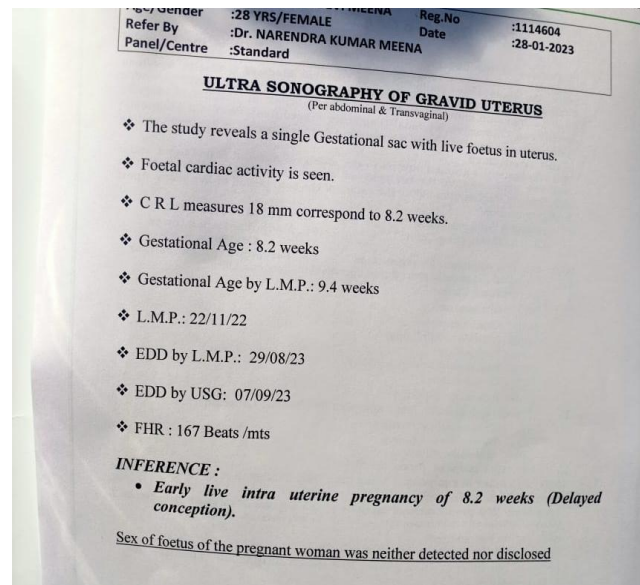 Age/Gender :28 YRS/FEMALE Reg.No :1114604
Refer By :Dr. NARENDRA KUMAR MEENA Date :28-01-2023
Panel/Centre :Standard
ULTRA SONOGRAPHY OF GRAVID UTERUS
(Per abdominal & Transvaginal)
❖ The study reveals a single Gestational sac with live foetus in uterus.
❖ Foetal cardiac activity is seen.
❖ C R L measures 18 mm correspond to 8.2 weeks.
❖ Gestational Age : 8.2 weeks
❖ Gestational Age by L.M.P.: 9.4 weeks
❖ L.M.P.: 22/11/22
❖ EDD by L.M.P.: 29/08/23
❖ EDD by USG: 07/09/23
❖ FHR : 167 Beats /mts
INFERENCE :
• Early live intra uterine pregnancy of 8.2 weeks (Delayed
conception).
Sex of foetus of the pregnant woman was neither detected nor disclosed